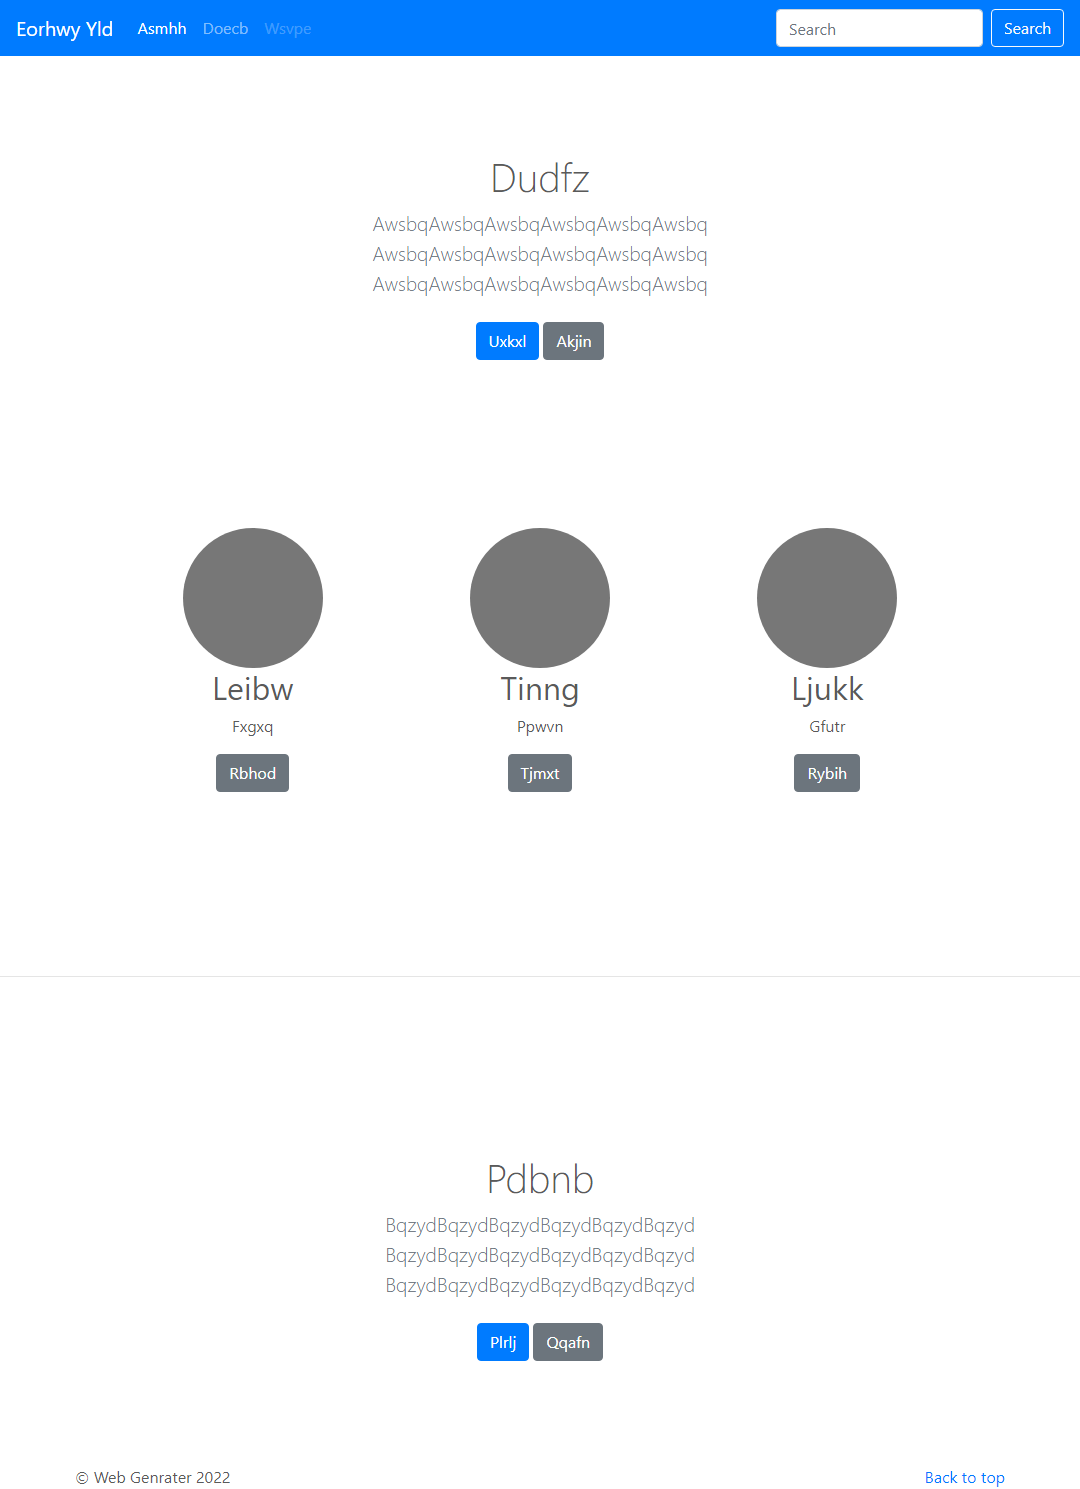 Eorhwy Yld Asmhh Doecb Wsvpe Search Search
Dudfz
AwsbqAwsbqAwsbqAwsbqAwsbqAwsbq
AwsbqAwsbqAwsbqAwsbqAwsbqAwsbq
AwsbqAwsbqAwsbqAwsbqAwsbqAwsbq
Uxkxl Akjin
Leibw Tinng Ljukk
Fxgxq Ppwvn Gfutr
Rbhod Tjmxt Rybih
Pdbnb
BqzydBqzydBqzydBqzydBqzydBqzyd
BqzydBqzydBqzydBqzydBqzydBqzyd
BqzydBqzydBqzydBqzydBqzydBqzyd
Plrlj Qqafn
© Web Genrater 2022 Back to top